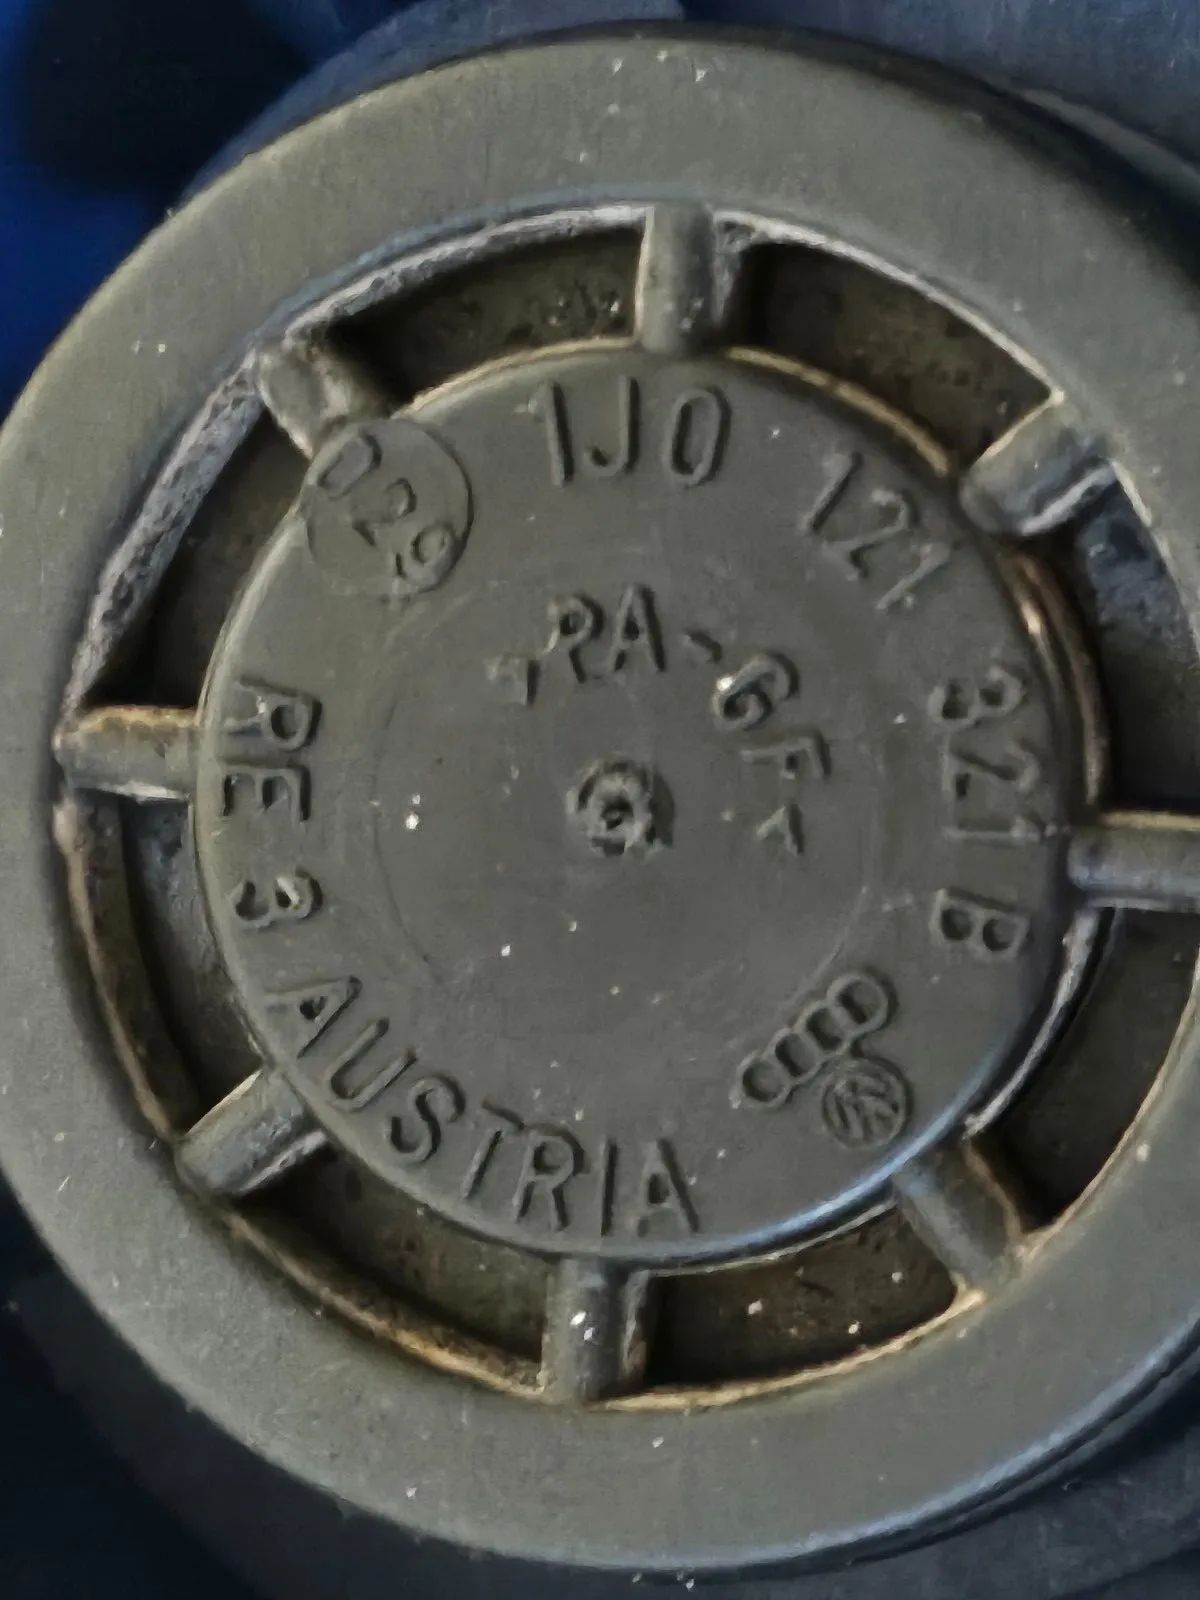 1J0 121 321 B
029
>PA-GF<
RE 3 AUSTRIA